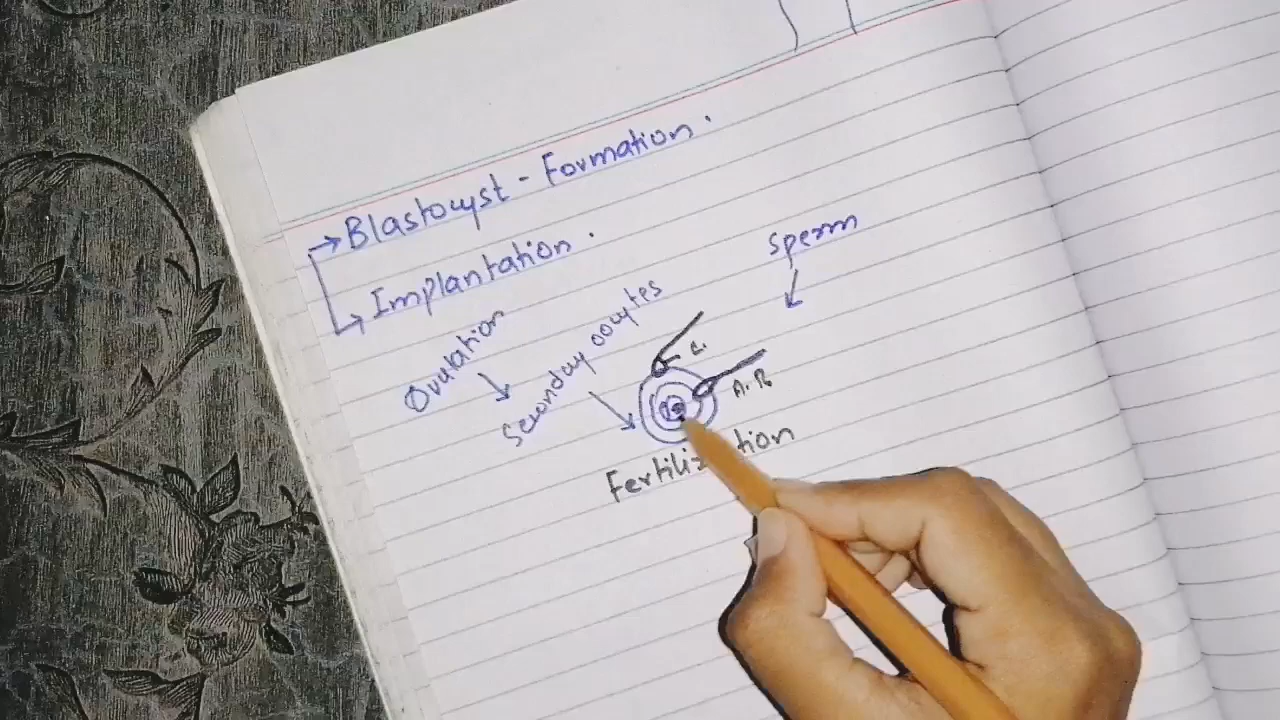 → Blastocyst - Formation.
→ Implantation.
Sperm
Ovulation
Secondary oocytes
C.
A.R.
Fertilization